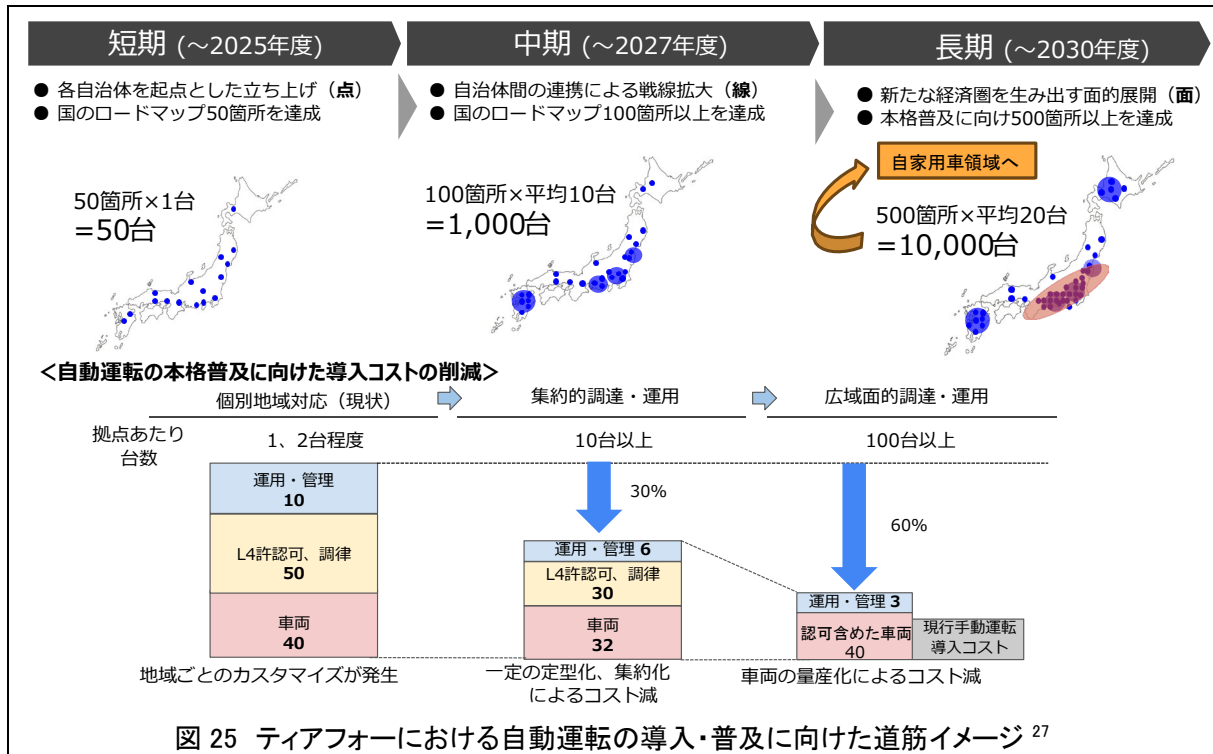 短期 (～2025年度)
中期 (～2027年度)
長期 (～2030年度)
● 各自治体を起点とした立ち上げ（点）
● 国のロードマップ50箇所を達成
● 自治体間の連携による戦線拡大（線）
● 国のロードマップ100箇所以上を達成
● 新たな経済圏を生み出す面的展開（面）
● 本格普及に向け500箇所以上を達成
自家用車領域へ
50箇所×1台
=50台
100箇所×平均10台
=1,000台
500箇所×平均20台
=10,000台
＜自動運転の本格普及に向けた導入コストの削減＞
個別地域対応（現状）
集約的調達・運用
広域面的調達・運用
拠点あたり
台数
1、2台程度
10台以上
100台以上
運用・管理
10
L4許認可、調律
50
車両
40
地域ごとのカスタマイズが発生
30%
運用・管理 6
L4許認可、調律
30
車両
32
一定の定型化、集約化
によるコスト減
60%
運用・管理 3
認可含めた車両
40
現行手動運転
導入コスト
車両の量産化によるコスト減
図 25 ティアフォーにおける自動運転の導入・普及に向けた道筋イメージ 27